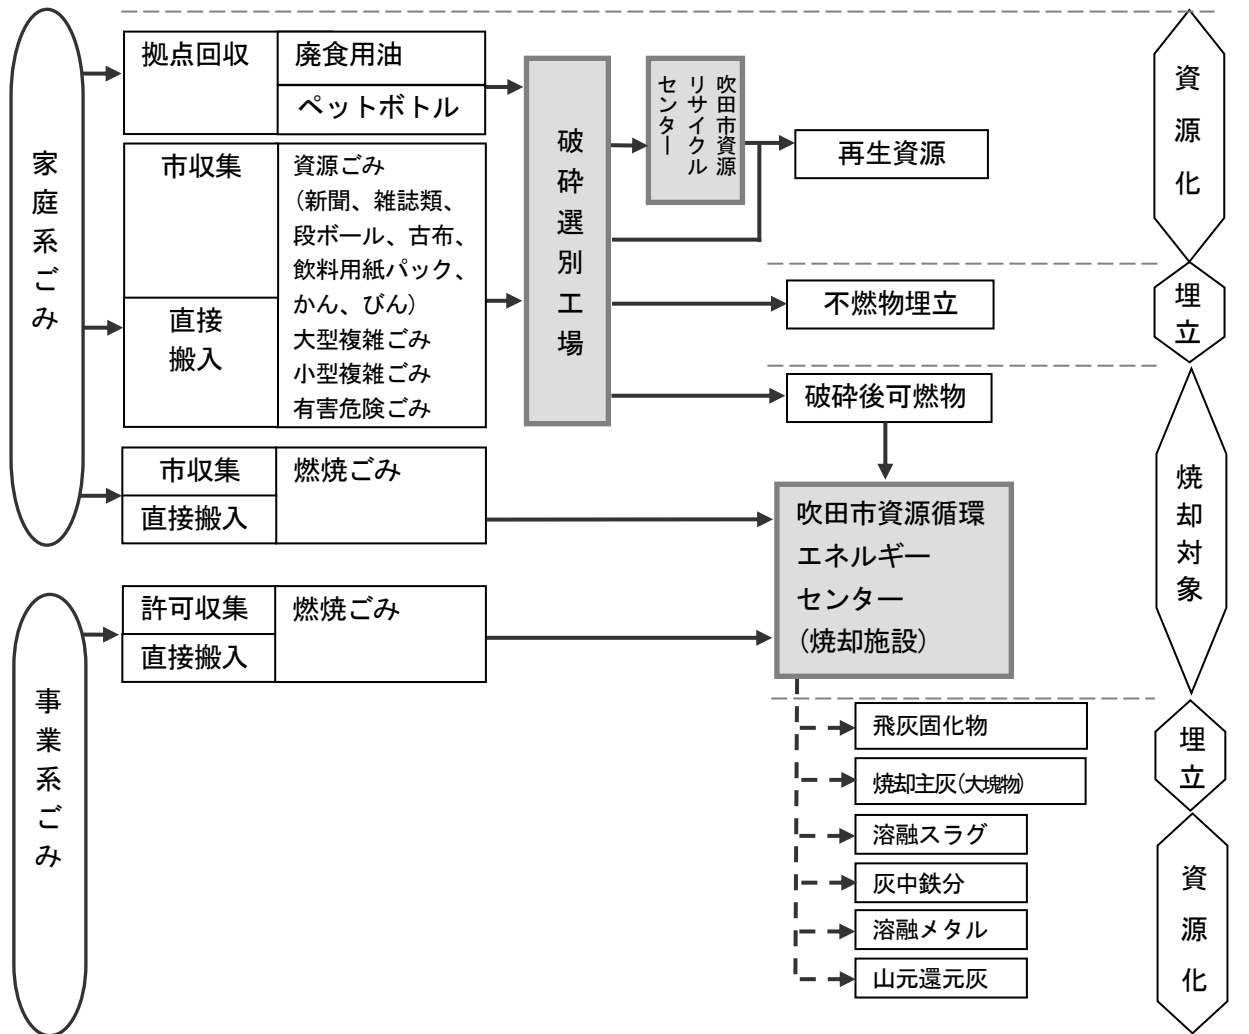 家庭系ごみ
拠点回収
廃食用油
ペットボトル
市収集
直接
搬入
資源ごみ
(新聞、雑誌類、
段ボール、古布、
飲料用紙パック、
かん、びん)
大型複雑ごみ
小型複雑ごみ
有害危険ごみ
市収集
直接搬入
燃焼ごみ
事業系ごみ
許可収集
直接搬入
燃焼ごみ
破砕選別工場
吹田市資源
リサイクル
センター
再生資源
不燃物埋立
破砕後可燃物
吹田市資源循環
エネルギー
センター
(焼却施設)
飛灰固化物
焼却主灰(大塊物)
溶融スラグ
灰中鉄分
溶融メタル
山元還元灰
資源化
埋立
焼却対象
埋立
資源化